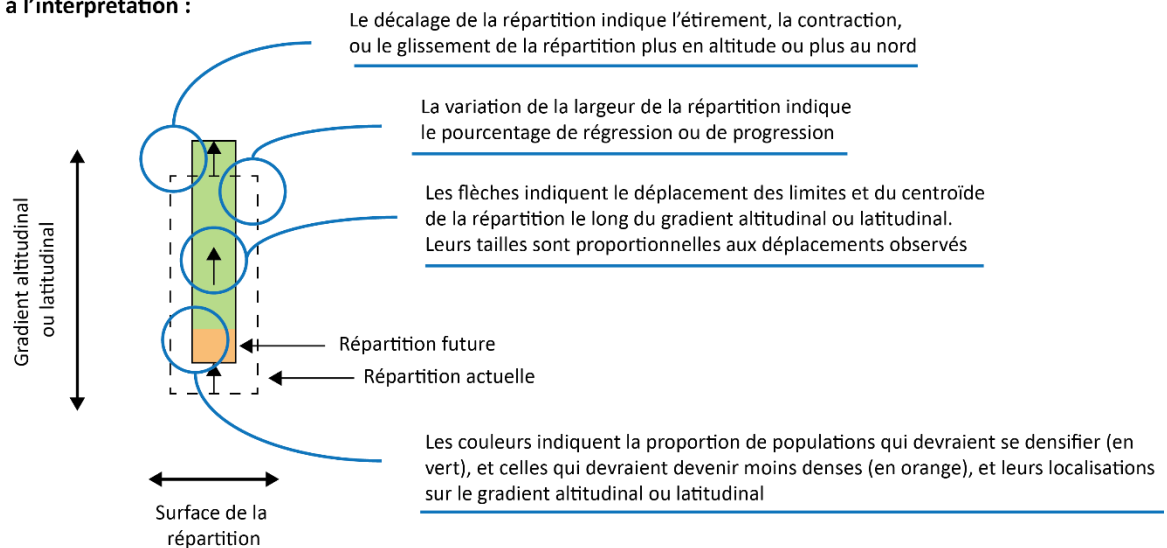 à l'interprétation :
Le décalage de la répartition indique l'étirement, la contraction,
ou le glissement de la répartition plus en altitude ou plus au nord
La variation de la largeur de la répartition indique
le pourcentage de régression ou de progression
Les flèches indiquent le déplacement des limites et du centroïde
de la répartition le long du gradient altitudinal ou latitudinal.
Leurs tailles sont proportionnelles aux déplacements observés
Gradient altitudinal
ou latitudinal
Répartition future
Répartition actuelle
Les couleurs indiquent la proportion de populations qui devraient se densifier (en
vert), et celles qui devraient devenir moins denses (en orange), et leurs localisations
sur le gradient altitudinal ou latitudinal
Surface de la
répartition